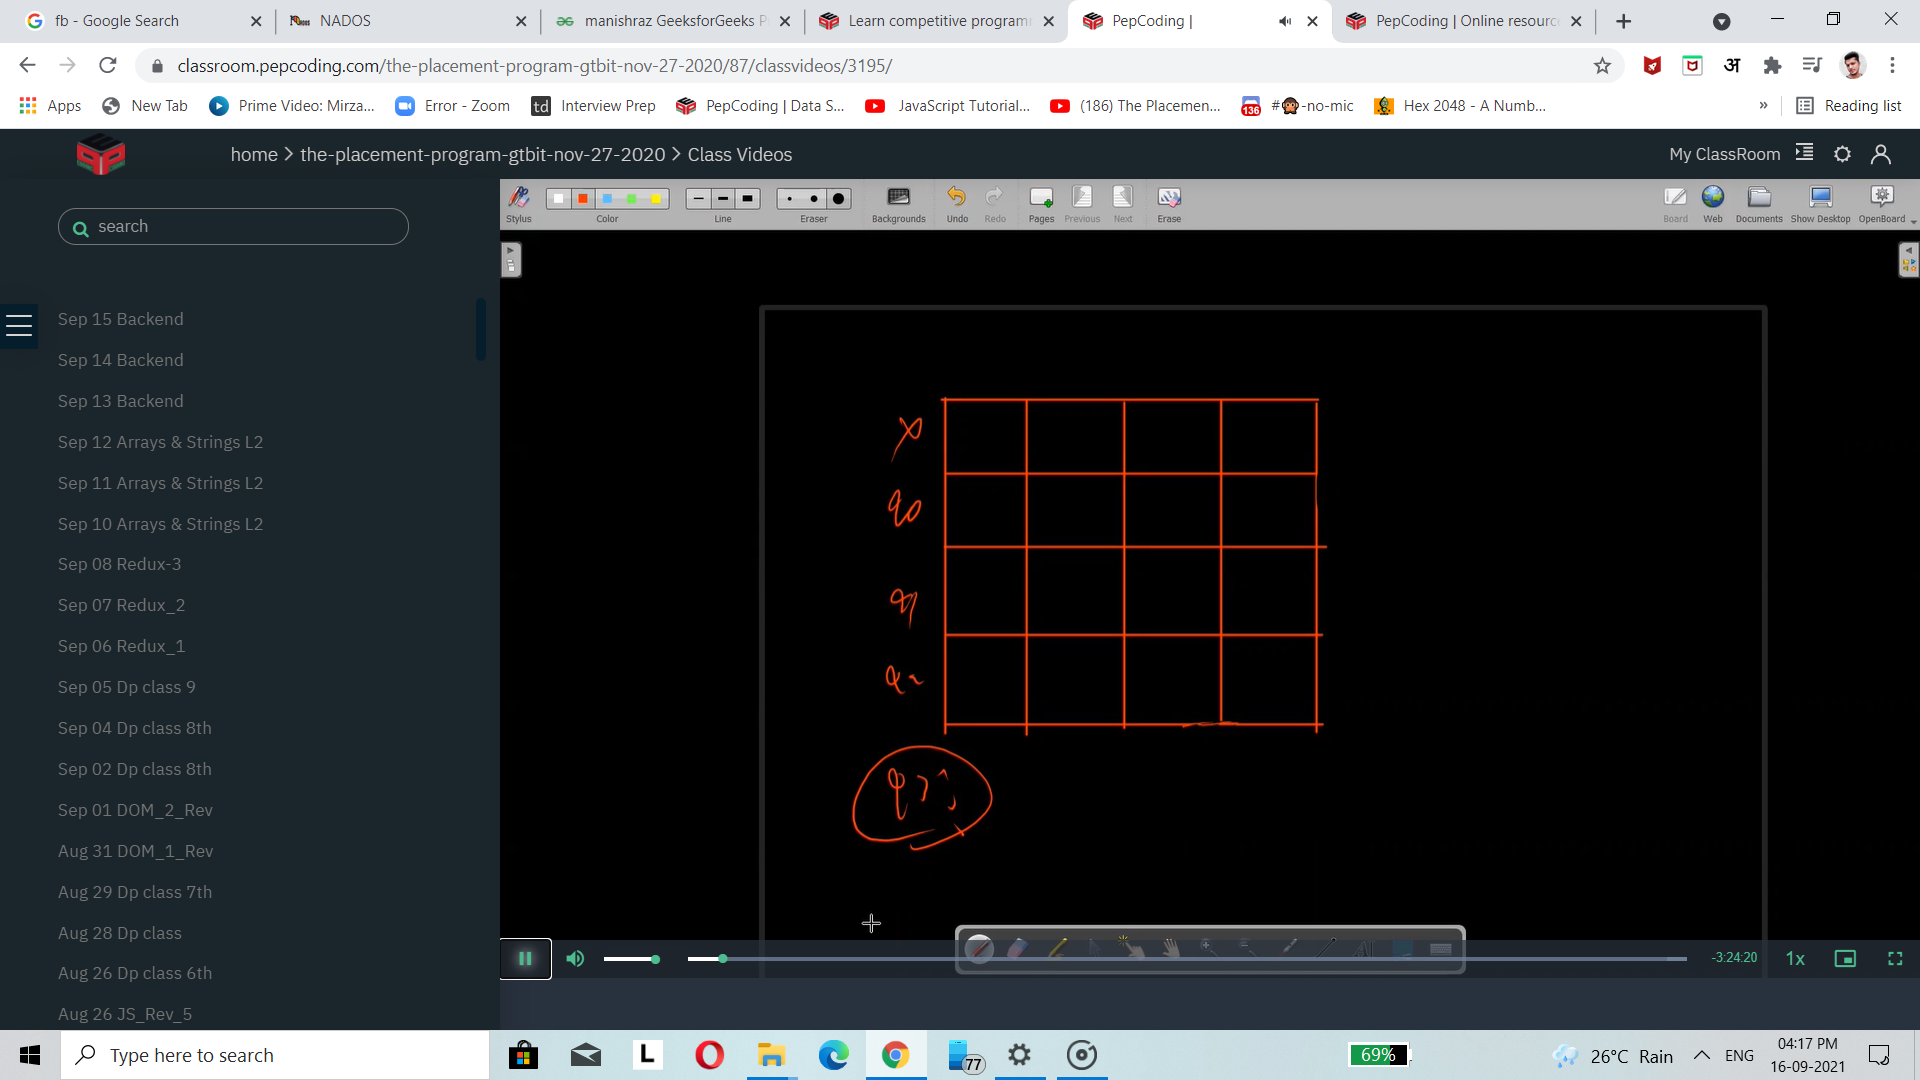 fb - Google Search
NADOS
manishraz GeeksforGeeks P
Learn competitive program
PepCoding |
PepCoding | Online resourc
classroom.pepcoding.com/the-placement-program-gtbit-nov-27-2020/87/classvideos/3195/
अ
Apps
New Tab
Prime Video: Mirza...
Error - Zoom
td Interview Prep
PepCoding | Data S...
JavaScript Tutorial...
(186) The Placemen...
136 #🙊-no-mic
Hex 2048 - A Numb...
»
Reading list
home > the-placement-program-gtbit-nov-27-2020 > Class Videos
My ClassRoom
search
Stylus
Color
Line
Eraser
Backgrounds
Undo
Redo
Pages
Previous
Next
Erase
Board
Web
Documents
Show Desktop
OpenBoard
Sep 15 Backend
Sep 14 Backend
Sep 13 Backend
Sep 12 Arrays & Strings L2
Sep 11 Arrays & Strings L2
Sep 10 Arrays & Strings L2
Sep 08 Redux-3
Sep 07 Redux_2
Sep 06 Redux_1
Sep 05 Dp class 9
Sep 04 Dp class 8th
Sep 02 Dp class 8th
Sep 01 DOM_2_Rev
Aug 31 DOM_1_Rev
Aug 29 Dp class 7th
Aug 28 Dp class
Aug 26 Dp class 6th
Aug 26 JS_Rev_5
-3:24:20
1x
Type here to search
L
77
69%
26°C Rain
ENG
04:17 PM
16-09-2021